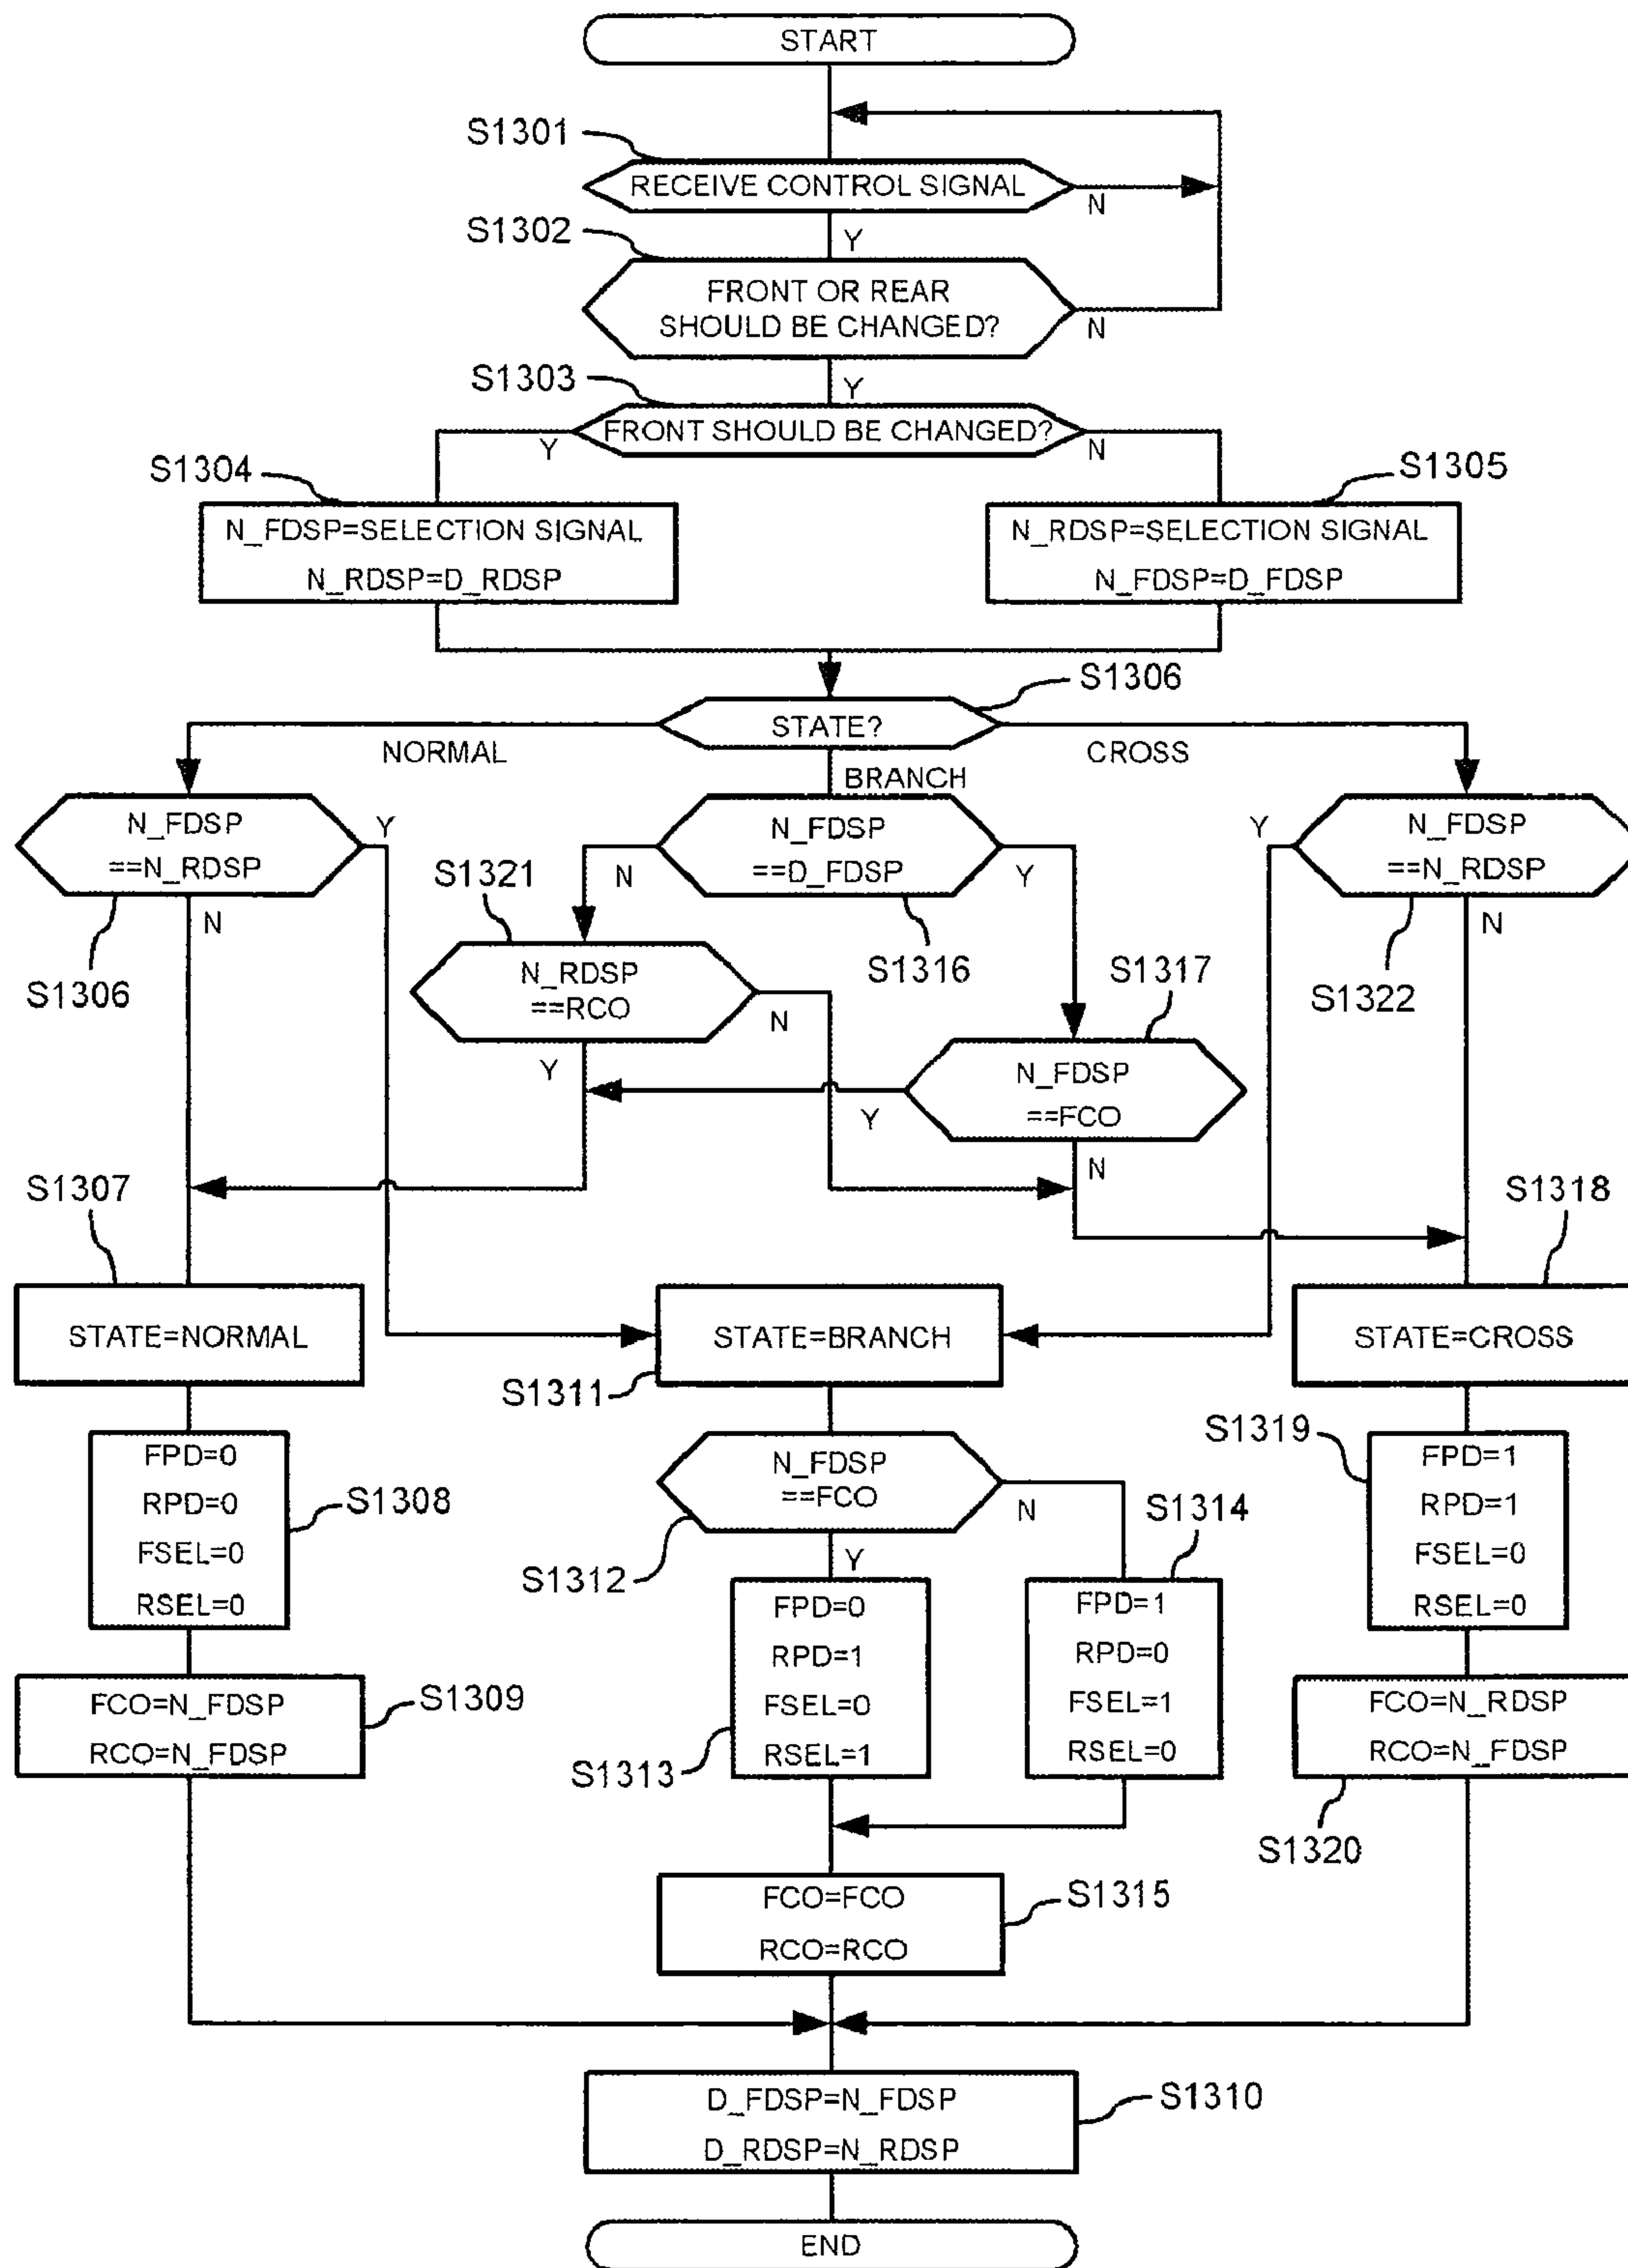 START
S1301
RECEIVE CONTROL SIGNAL
N
S1302
Y
FRONT OR REAR
SHOULD BE CHANGED?
N
S1303
Y
FRONT SHOULD BE CHANGED?
Y
N
S1304
S1305
N_FDSP=SELECTION SIGNAL
N_RDSP=D_RDSP
N_RDSP=SELECTION SIGNAL
N_FDSP=D_FDSP
S1306
STATE?
NORMAL
BRANCH
CROSS
N_FDSP
==N_RDSP
Y
N
S1306
N_FDSP
==D_FDSP
N
Y
S1316
N_FDSP
==N_RDSP
Y
N
S1322
S1321
N_RDSP
==RCO
N
Y
S1317
N_FDSP
==FCO
Y
N
S1307
STATE=NORMAL
STATE=BRANCH
S1311
S1318
STATE=CROSS
FPD=0
RPD=0
FSEL=0
RSEL=0
S1308
N_FDSP
==FCO
N
Y
S1312
S1314
FPD=0
RPD=1
FSEL=0
RSEL=1
S1313
FPD=1
RPD=0
FSEL=1
RSEL=0
S1319
FPD=1
RPD=1
FSEL=0
RSEL=0
FCO=N_FDSP
RCO=N_FDSP
S1309
FCO=N_RDSP
RCO=N_FDSP
S1320
FCO=FCO
RCO=RCO
S1315
D_FDSP=N_FDSP
D_RDSP=N_RDSP
S1310
END